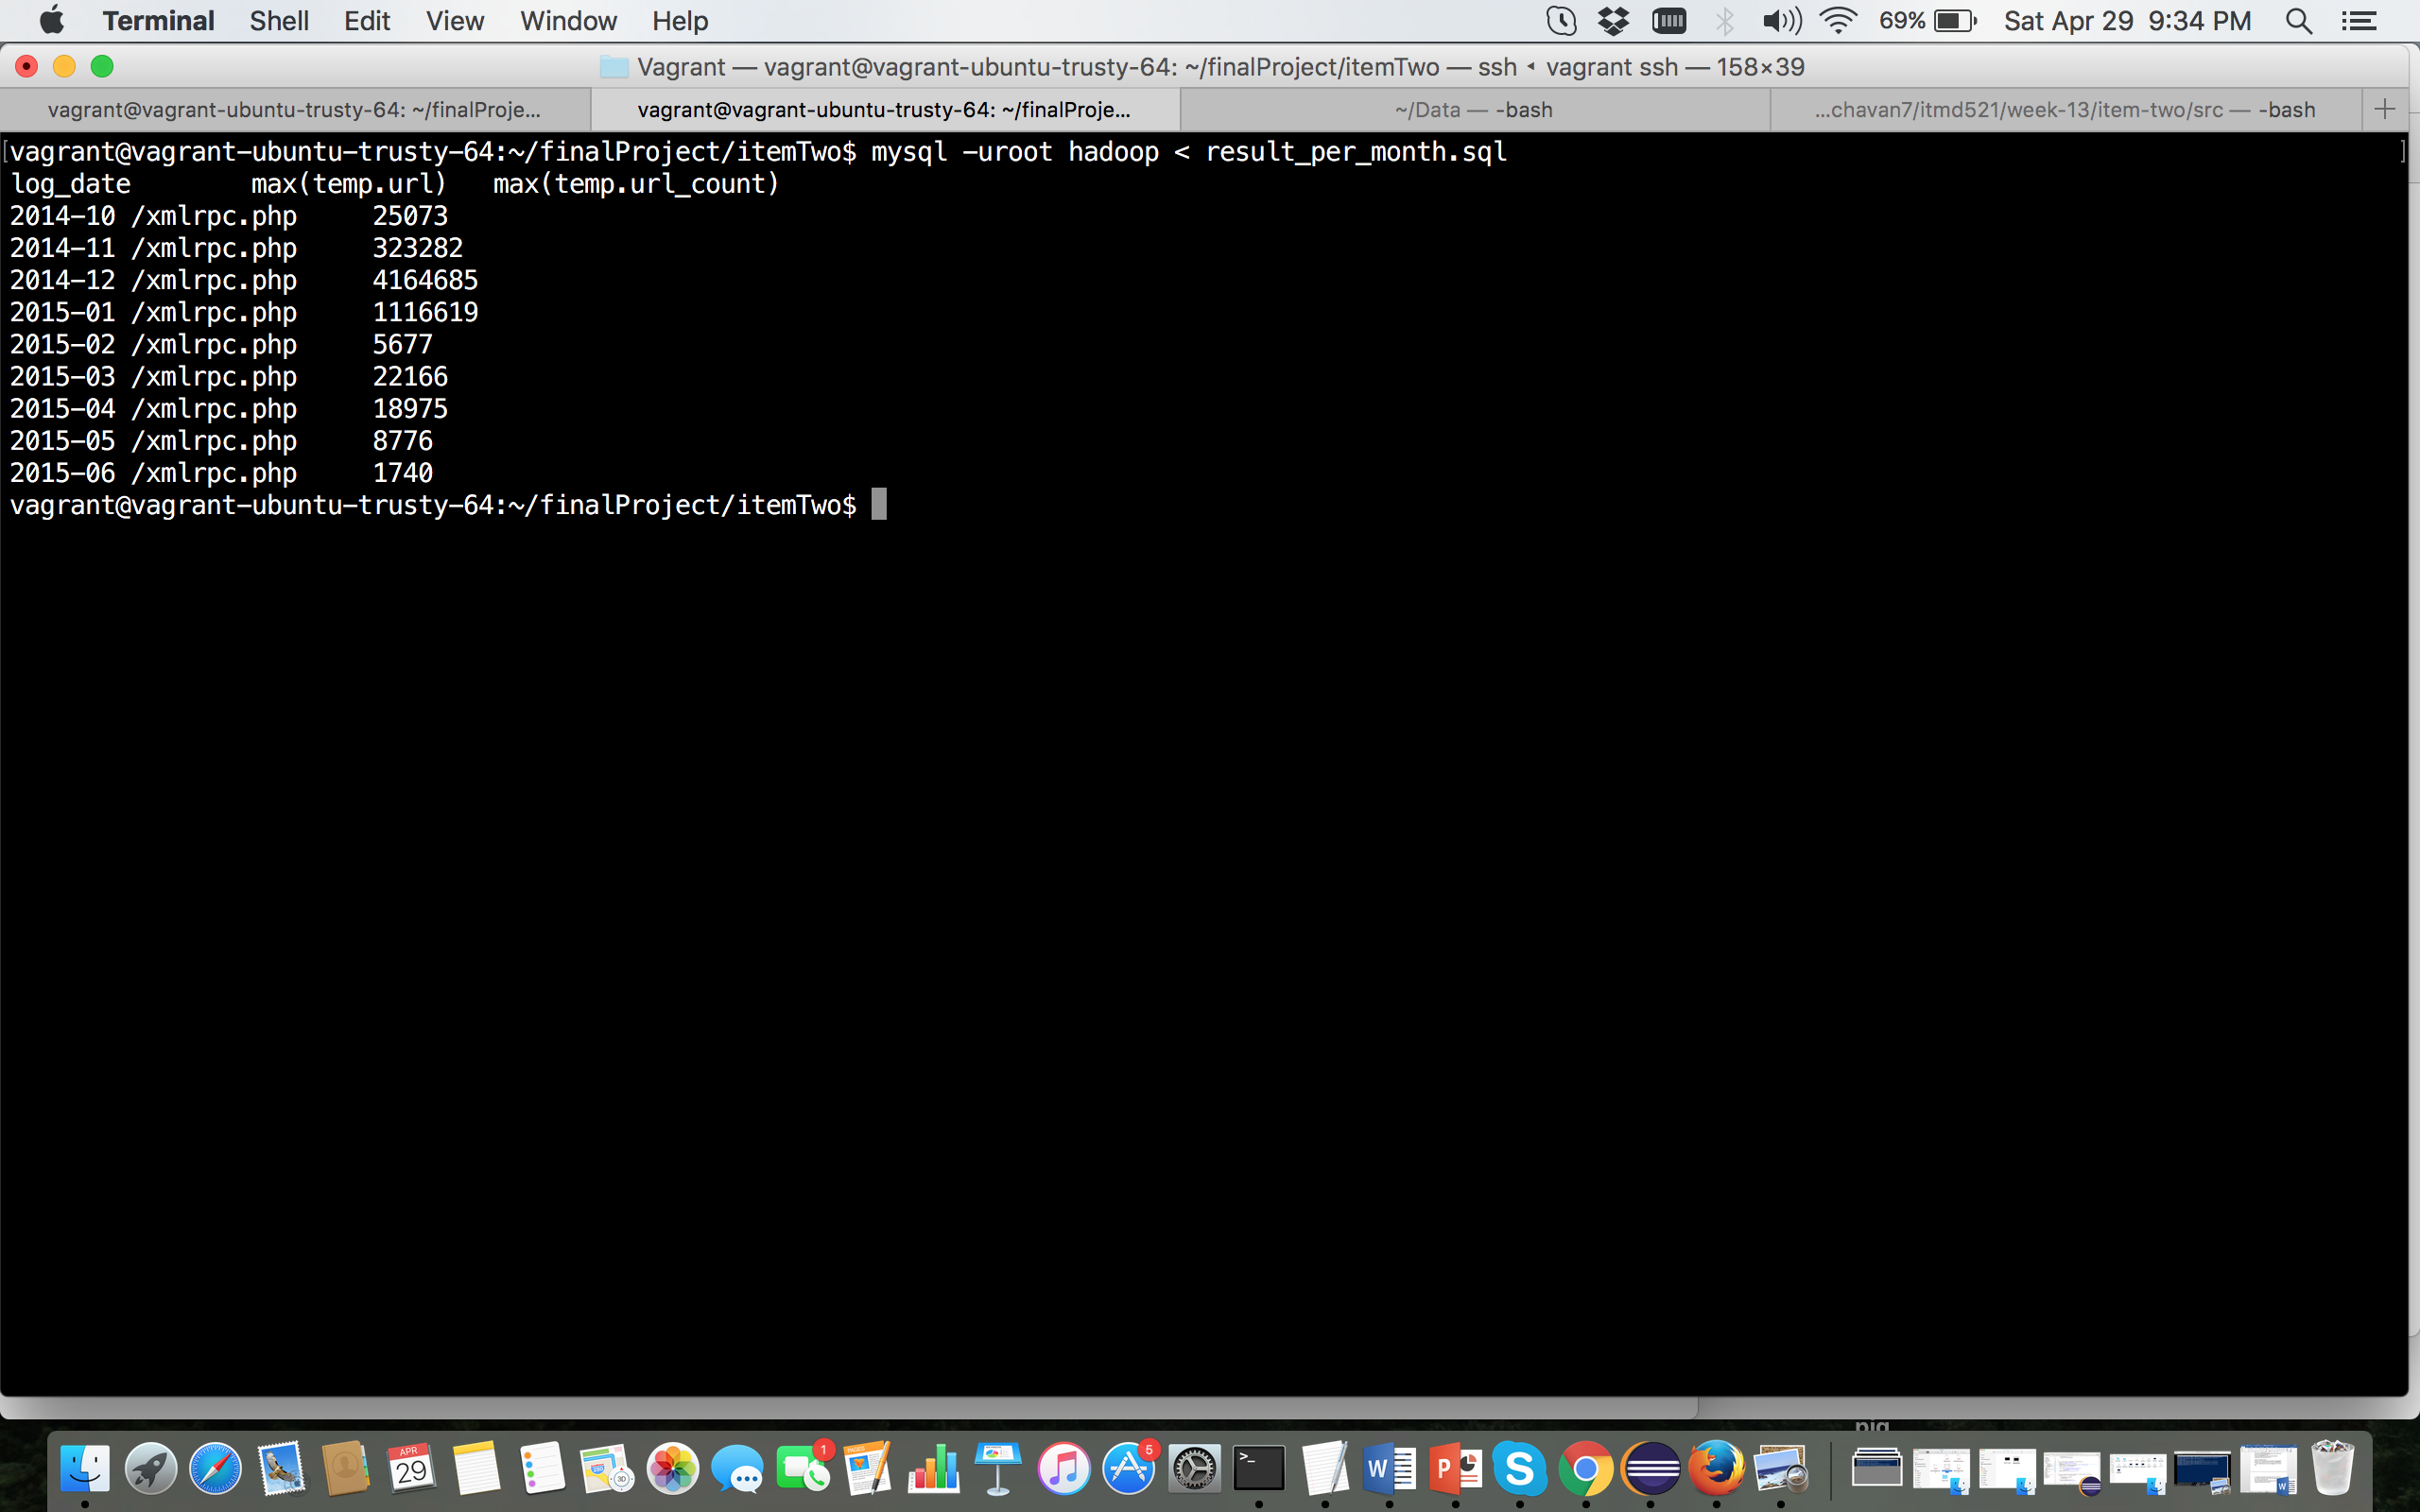 Terminal Shell Edit View Window Help 69% Sat Apr 29 9:34 PM
Vagrant — vagrant@vagrant-ubuntu-trusty-64: ~/finalProject/itemTwo — ssh ◂ vagrant ssh — 158×39
vagrant@vagrant-ubuntu-trusty-64: ~/finalProje... vagrant@vagrant-ubuntu-trusty-64: ~/finalProje... ~/Data — -bash ...chavan7/itmd521/week-13/item-two/src — -bash
[vagrant@vagrant-ubuntu-trusty-64:~/finalProject/itemTwo$ mysql -uroot hadoop < result_per_month.sql ]
log_date max(temp.url) max(temp.url_count)
2014-10 /xmlrpc.php 25073
2014-11 /xmlrpc.php 323282
2014-12 /xmlrpc.php 4164685
2015-01 /xmlrpc.php 1116619
2015-02 /xmlrpc.php 5677
2015-03 /xmlrpc.php 22166
2015-04 /xmlrpc.php 18975
2015-05 /xmlrpc.php 8776
2015-06 /xmlrpc.php 1740
vagrant@vagrant-ubuntu-trusty-64:~/finalProject/itemTwo$
pig
APR
29
3D
1
PAGES
5
>_
W
P
S
W